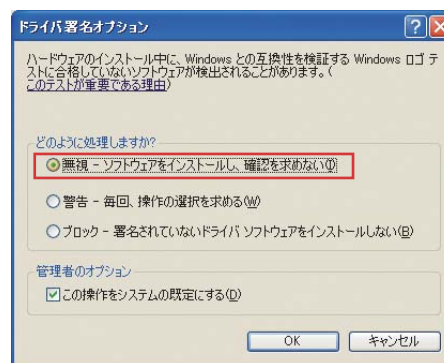 ドライバ署名オプション
ハードウェアのインストール中に、Windows との互換性を検証する Windows ロゴ テ
ストに合格していないソフトウェアが検出されることがあります。(
このテストが重要である理由)
どのように処理しますか?
無視 - ソフトウェアをインストールし、確認を求めない(I)
警告 - 毎回、操作の選択を求める(W)
ブロック - 署名されていないドライバ ソフトウェアをインストールしない(B)
管理者のオプション
この操作をシステムの既定にする(D)
OK キャンセル